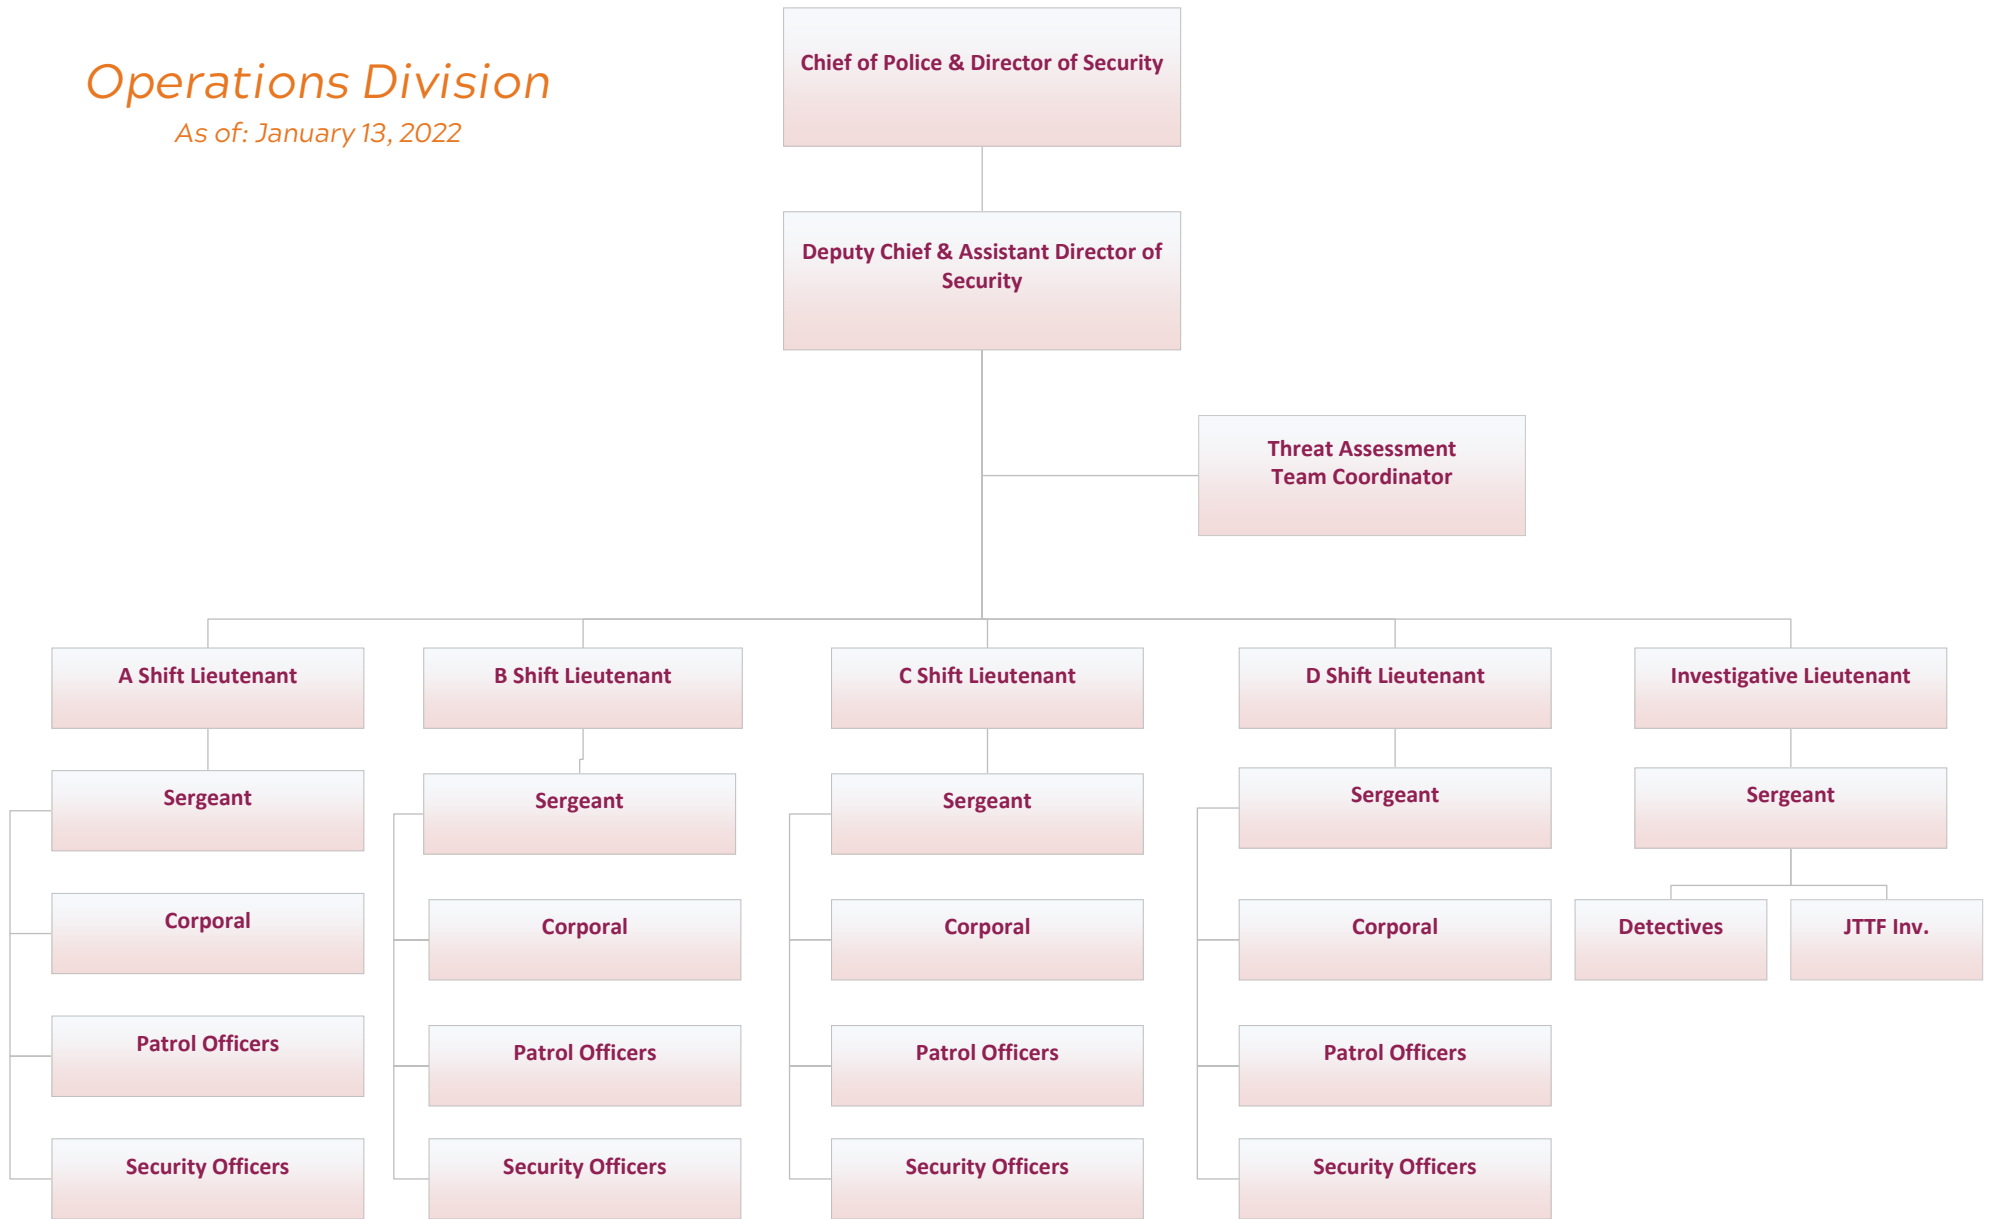 Operations Division
As of: January 13, 2022
Chief of Police & Director of Security
Deputy Chief & Assistant Director of
Security
Threat Assessment
Team Coordinator
A Shift Lieutenant
B Shift Lieutenant
C Shift Lieutenant
D Shift Lieutenant
Investigative Lieutenant
Sergeant
Sergeant
Sergeant
Sergeant
Sergeant
Corporal
Corporal
Corporal
Corporal
Detectives
JTTF Inv.
Patrol Officers
Patrol Officers
Patrol Officers
Patrol Officers
Security Officers
Security Officers
Security Officers
Security Officers